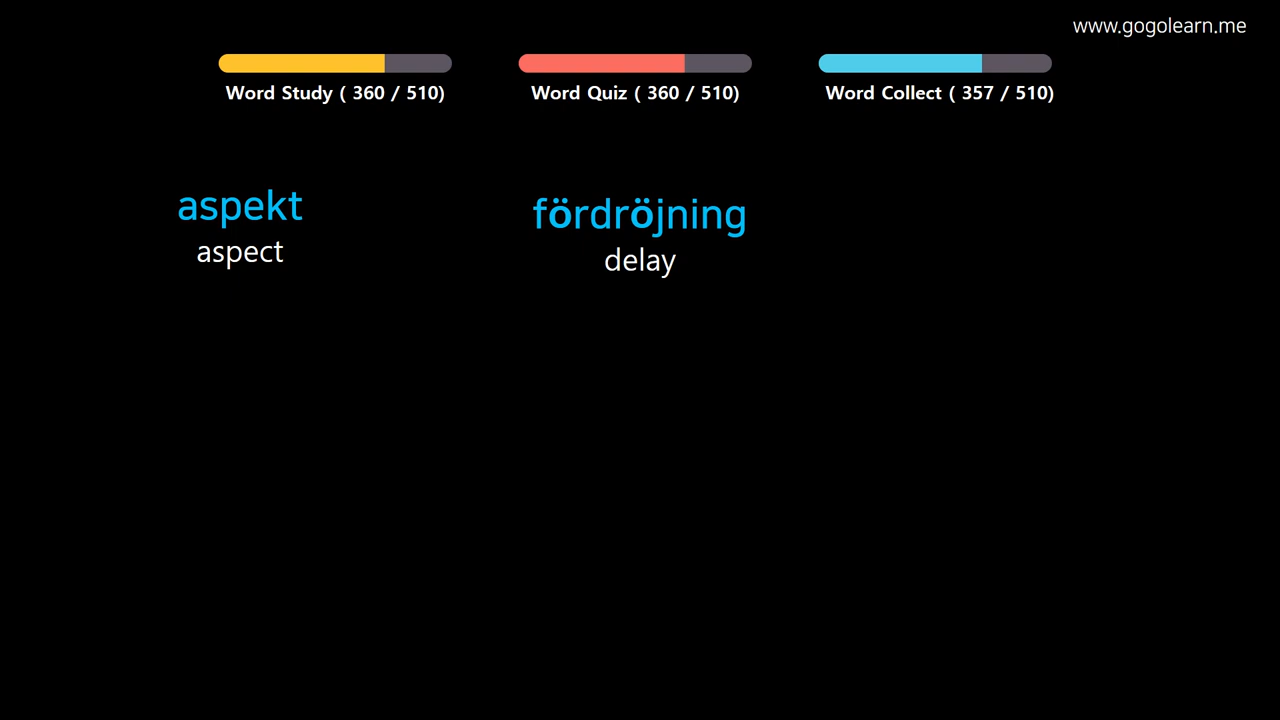 www.gogolearn.me
Word Study ( 360 / 510)
Word Quiz ( 360 / 510)
Word Collect ( 357 / 510)
aspekt
aspect
fördröjning
delay